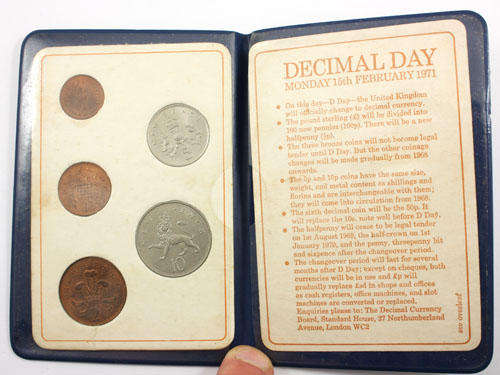 10
DECIMAL DAY
MONDAY 15th FEBRUARY 1971
On this day—D Day—the United Kingdom
will officially change to decimal currency.
The pound sterling (£) will be divided into
100 new pennies (100p). There will be a new
halfpenny (½p).
The three bronze coins will not become legal
tender until D Day. But the other coinage
changes will be made gradually from 1968
onwards.
The 5p and 10p coins have the same size,
weight, and metal content as shillings and
florins and are interchangeable with them;
they will come into circulation from 1968.
The sixth decimal coin will be the 50p. It
will replace the 10s. note well before D Day.
The halfpenny will cease to be legal tender
on 1st August 1969, the half-crown on 1st
January 1970, and the penny, threepenny bit
and sixpence after the changeover period.
The changeover period will last for several
months after D Day; except on cheques, both
currencies will be in use and £p will
gradually replace £sd in shops and offices
as cash registers, office machines, and slot
machines are converted or replaced.
Enquiries please to: The Decimal Currency
Board, Standard House, 27 Northumberland
Avenue, London WC2
see overleaf